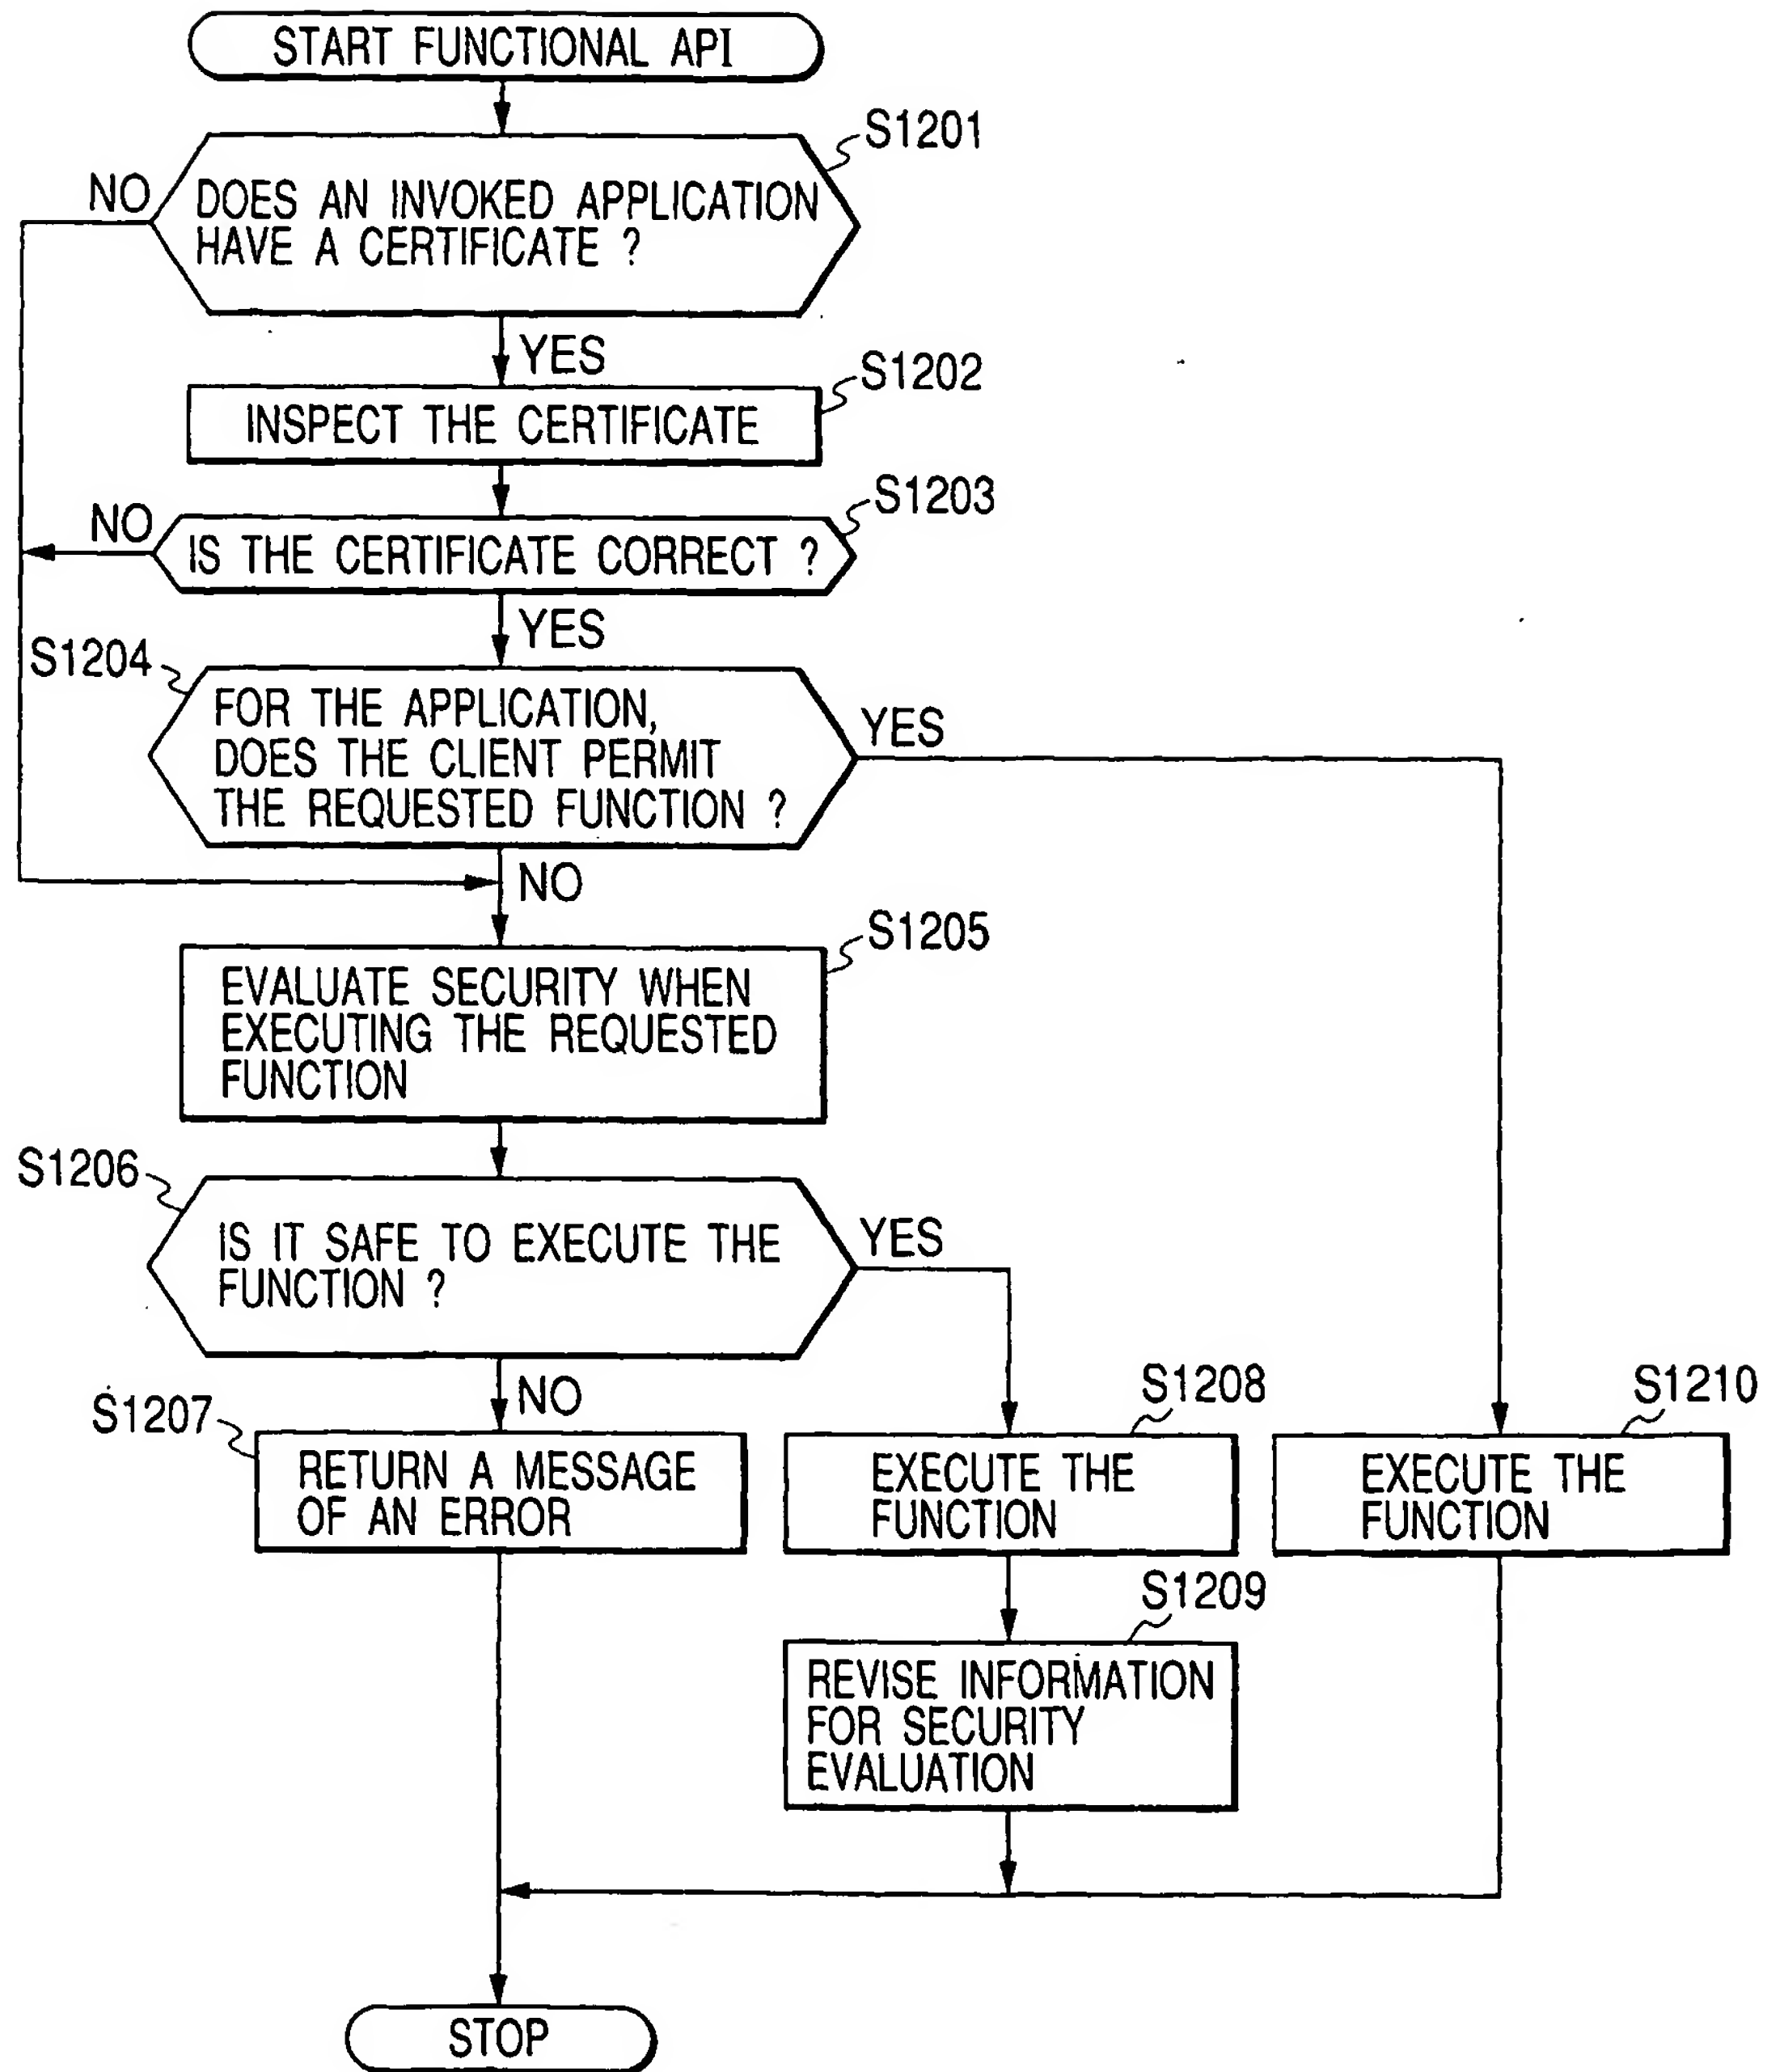 START FUNCTIONAL API
S1201
NO
DOES AN INVOKED APPLICATION
HAVE A CERTIFICATE ?
YES
S1202
INSPECT THE CERTIFICATE
S1203
NO
IS THE CERTIFICATE CORRECT ?
YES
S1204
FOR THE APPLICATION,
DOES THE CLIENT PERMIT
THE REQUESTED FUNCTION ?
YES
NO
S1205
EVALUATE SECURITY WHEN
EXECUTING THE REQUESTED
FUNCTION
S1206
IS IT SAFE TO EXECUTE THE
FUNCTION ?
YES
NO
S1207
RETURN A MESSAGE
OF AN ERROR
S1208
EXECUTE THE
FUNCTION
S1210
EXECUTE THE
FUNCTION
S1209
REVISE INFORMATION
FOR SECURITY
EVALUATION
STOP